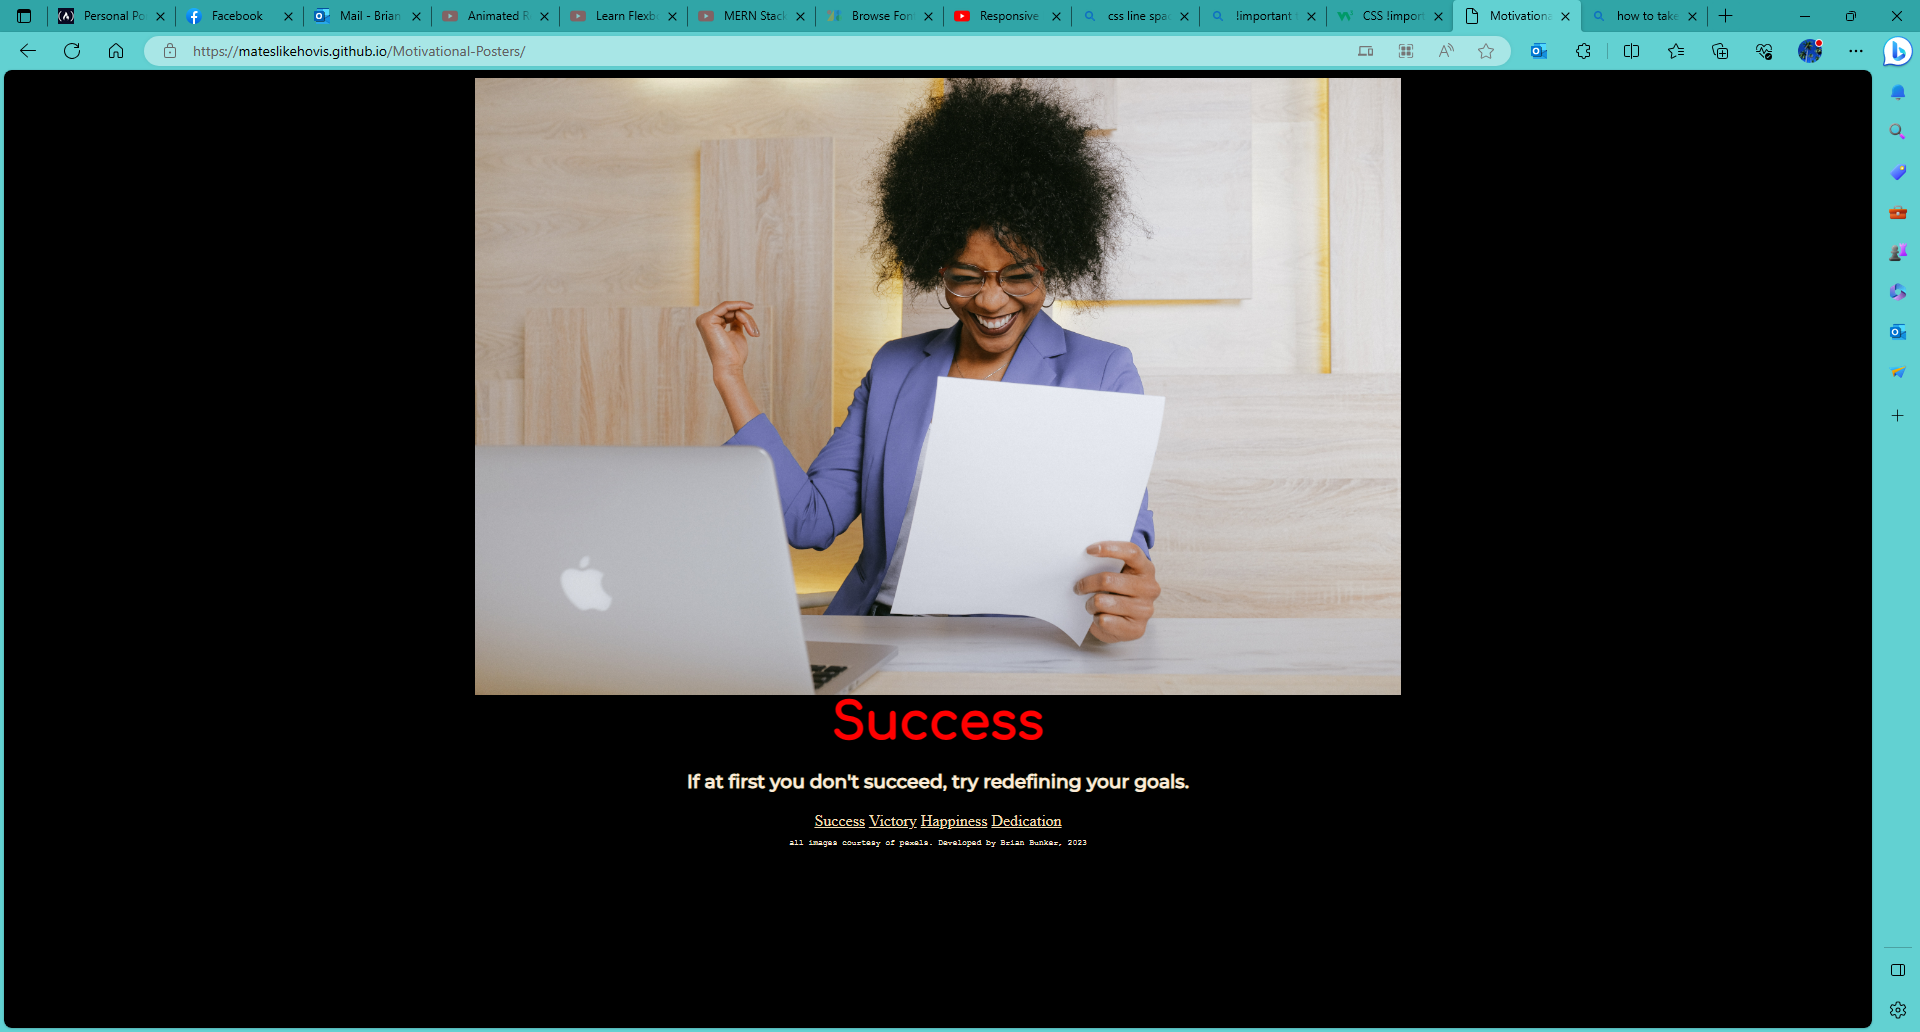 Personal Po
Facebook
Mail - Brian
Animated R
Learn Flexb
MERN Stack
Browse Fon
Responsive
css line spac
!important
CSS !import
Motivationa
how to take
https://mateslikehovis.github.io/Motivational-Posters/
Success
If at first you don't succeed, try redefining your goals.
Success Victory Happiness Dedication
all images courtesy of pexels. Developed by Brian Bunker, 2023